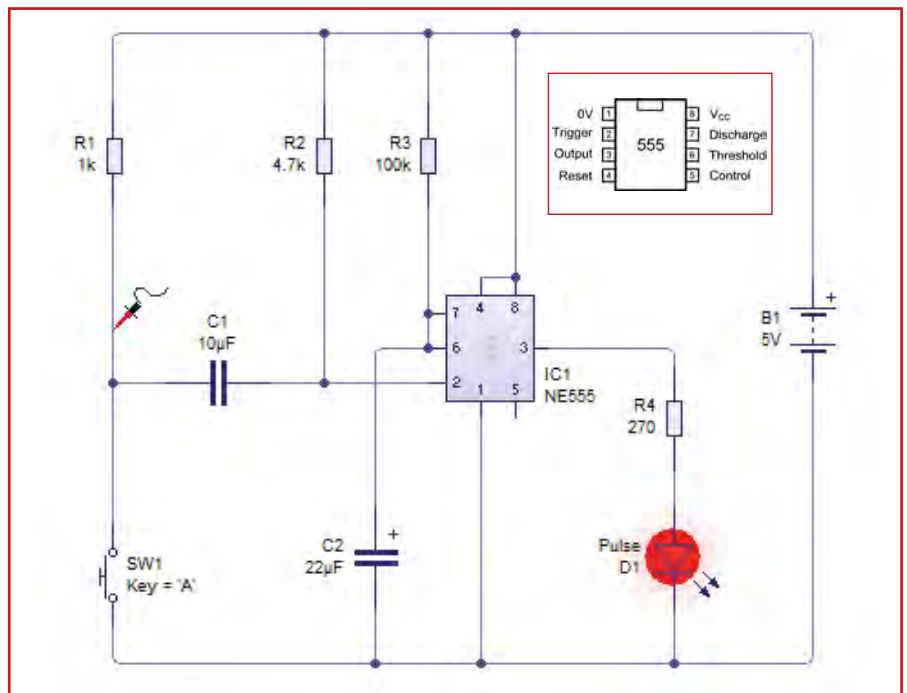 0V 1
Trigger 2
Output 3
Reset 4
555
8 VCC
7 Discharge
6 Threshold
5 Control
R1
1k
R2
4.7k
R3
100k
C1
10µF
4 8
7
6
2
3
1 5
IC1
NE555
B1
5V
+
R4
270
SW1
Key = 'A'
C2
22µF
+
Pulse
D1